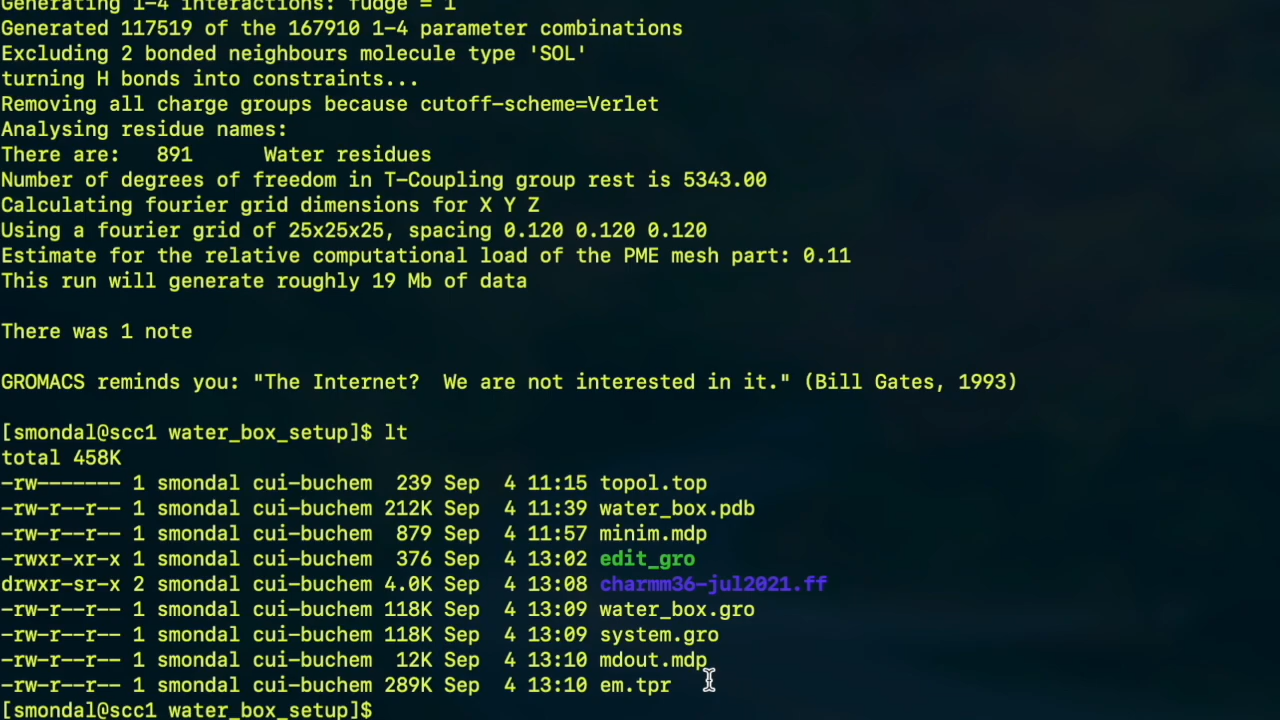 Generating 1-4 interactions: fudge = 1
Generated 117519 of the 167910 1-4 parameter combinations
Excluding 2 bonded neighbours molecule type 'SOL'
turning H bonds into constraints...
Removing all charge groups because cutoff-scheme=Verlet
Analysing residue names:
There are:   891      Water residues
Number of degrees of freedom in T-Coupling group rest is 5343.00
Calculating fourier grid dimensions for X Y Z
Using a fourier grid of 25x25x25, spacing 0.120 0.120 0.120
Estimate for the relative computational load of the PME mesh part: 0.11
This run will generate roughly 19 Mb of data
There was 1 note
GROMACS reminds you: "The Internet?  We are not interested in it." (Bill Gates, 1993)
[smondal@scc1 water_box_setup]$ lt
total 458K
-rw------- 1 smondal cui-buchem  239 Sep  4 11:15 topol.top
-rw-r--r-- 1 smondal cui-buchem 212K Sep  4 11:39 water_box.pdb
-rw-r--r-- 1 smondal cui-buchem  879 Sep  4 11:57 minim.mdp
-rwxr-xr-x 1 smondal cui-buchem  376 Sep  4 13:02 edit_gro
drwxr-sr-x 2 smondal cui-buchem 4.0K Sep  4 13:08 charmm36-jul2021.ff
-rw-r--r-- 1 smondal cui-buchem 118K Sep  4 13:09 water_box.gro
-rw-r--r-- 1 smondal cui-buchem 118K Sep  4 13:09 system.gro
-rw-r--r-- 1 smondal cui-buchem  12K Sep  4 13:10 mdout.mdp
-rw-r--r-- 1 smondal cui-buchem 289K Sep  4 13:10 em.tpr
[smondal@scc1 water_box_setup]$